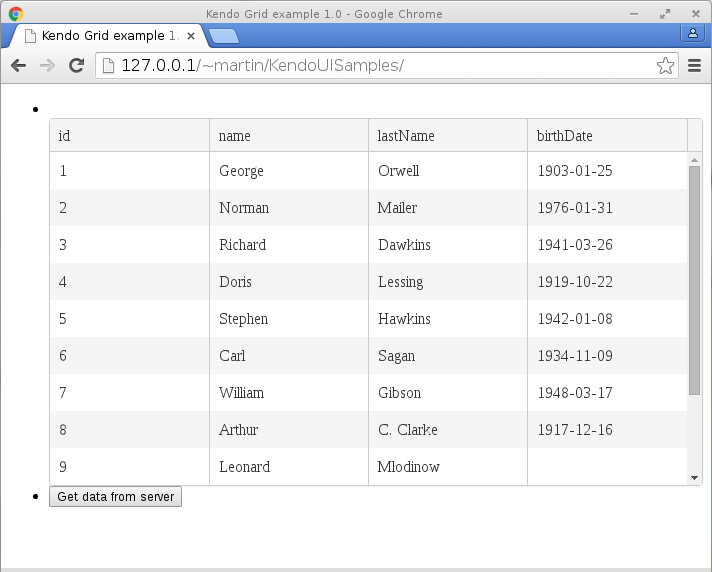 Kendo Grid example 1.0 - Google Chrome
Kendo Grid example 1.
127.0.0.1/~martin/KendoUISamples/
id name lastName birthDate
1 George Orwell 1903-01-25
2 Norman Mailer 1976-01-31
3 Richard Dawkins 1941-03-26
4 Doris Lessing 1919-10-22
5 Stephen Hawkins 1942-01-08
6 Carl Sagan 1934-11-09
7 William Gibson 1948-03-17
8 Arthur C. Clarke 1917-12-16
9 Leonard Mlodinow
Get data from server